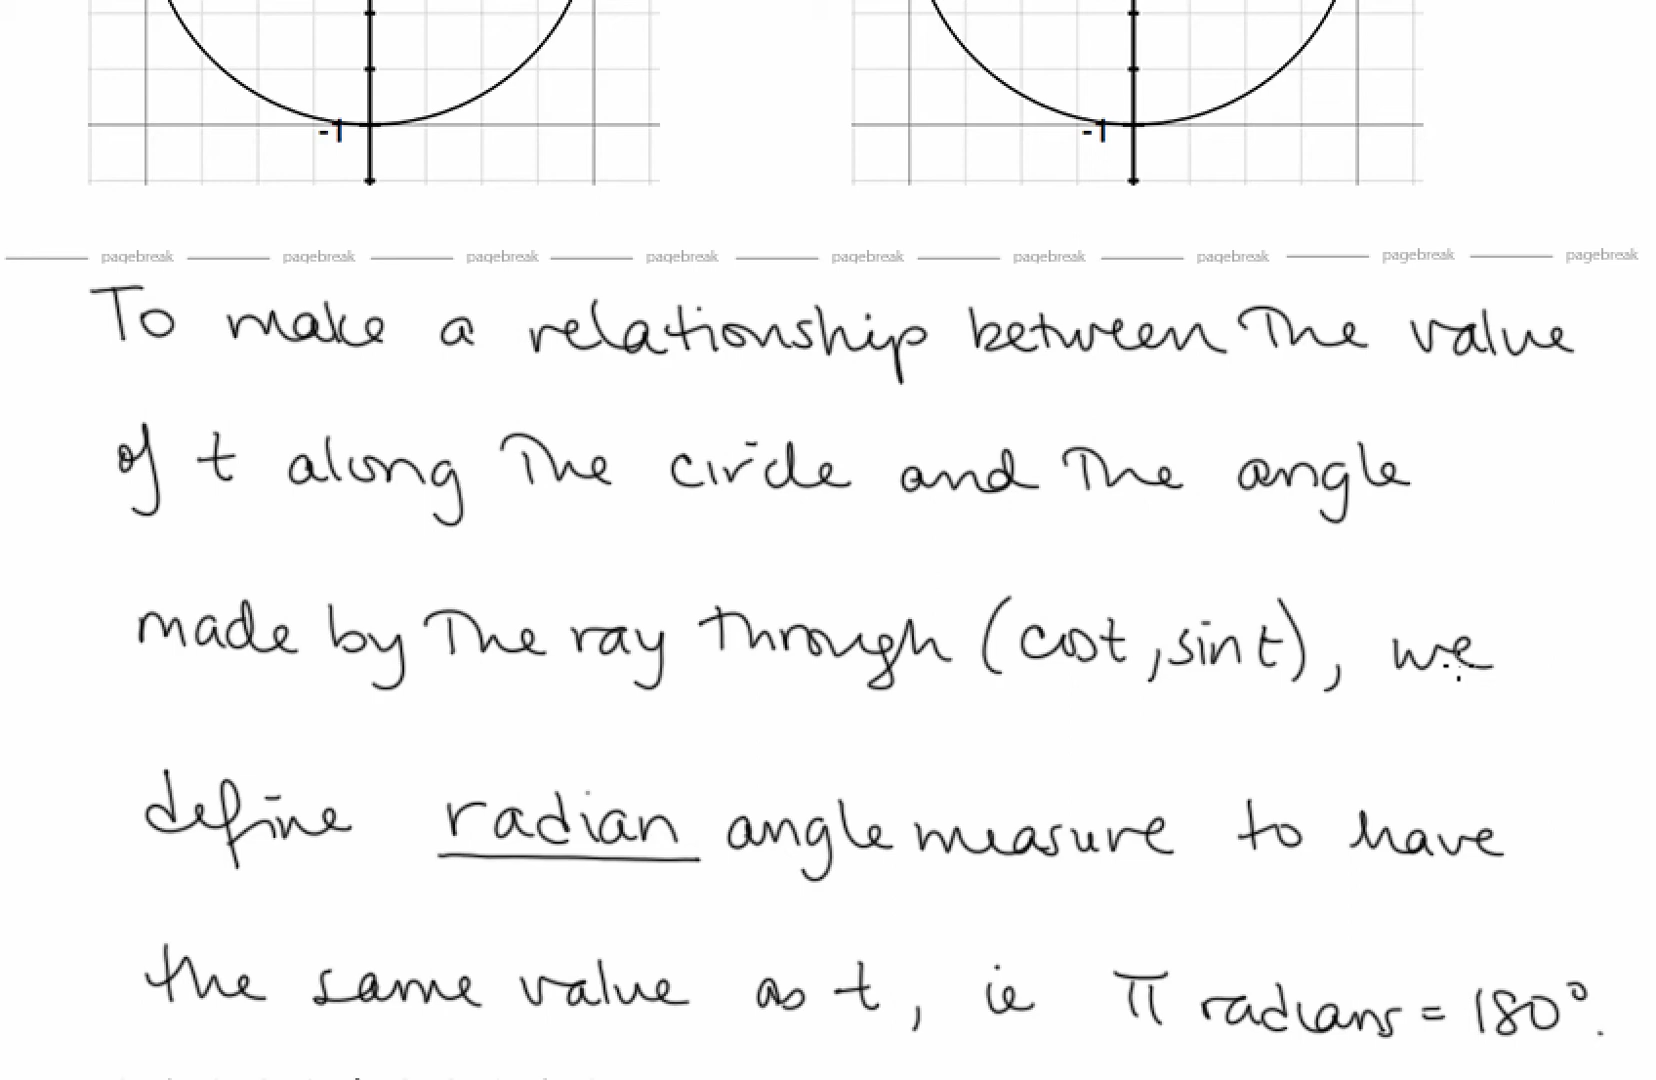 -1 -1
pagebreak pagebreak pagebreak pagebreak pagebreak pagebreak pagebreak pagebreak pagebreak
To make a relationship between the value
of t along the circle and the angle
made by the ray through (cos t, sin t), we
define radian angle measure to have
the same value as t, ie π radians = 180°.